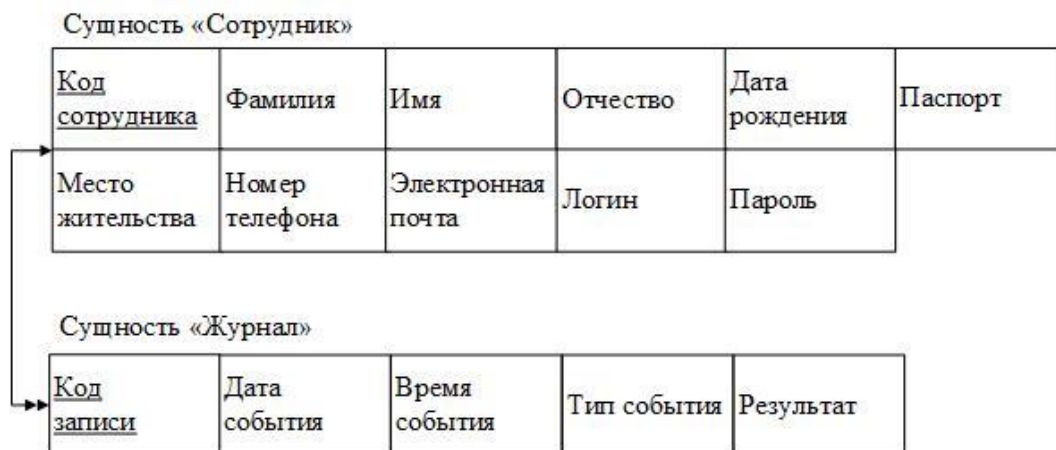 Сущность «Сотрудник»
Код
сотрудника
Фамилия
Имя
Отчество
Дата
рождения
Паспорт
Место
жительства
Номер
телефона
Электронная
почта
Логин
Пароль
Сущность «Журнал»
Код
записи
Дата
события
Время
события
Тип события
Результат